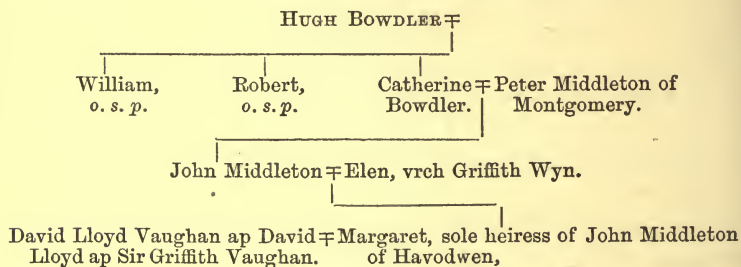 HUGH BOWDLER
William, Robert, Catherine Peter Middleton of
o. s. p. o. s. p. Bowdler. Montgomery.
John Middleton Elen, vrch Griffith Wyn.
David Lloyd Vaughan ap David Margaret, sole heiress of John Middleton
Lloyd ap Sir Griffith Vaughan. of Havodwen,